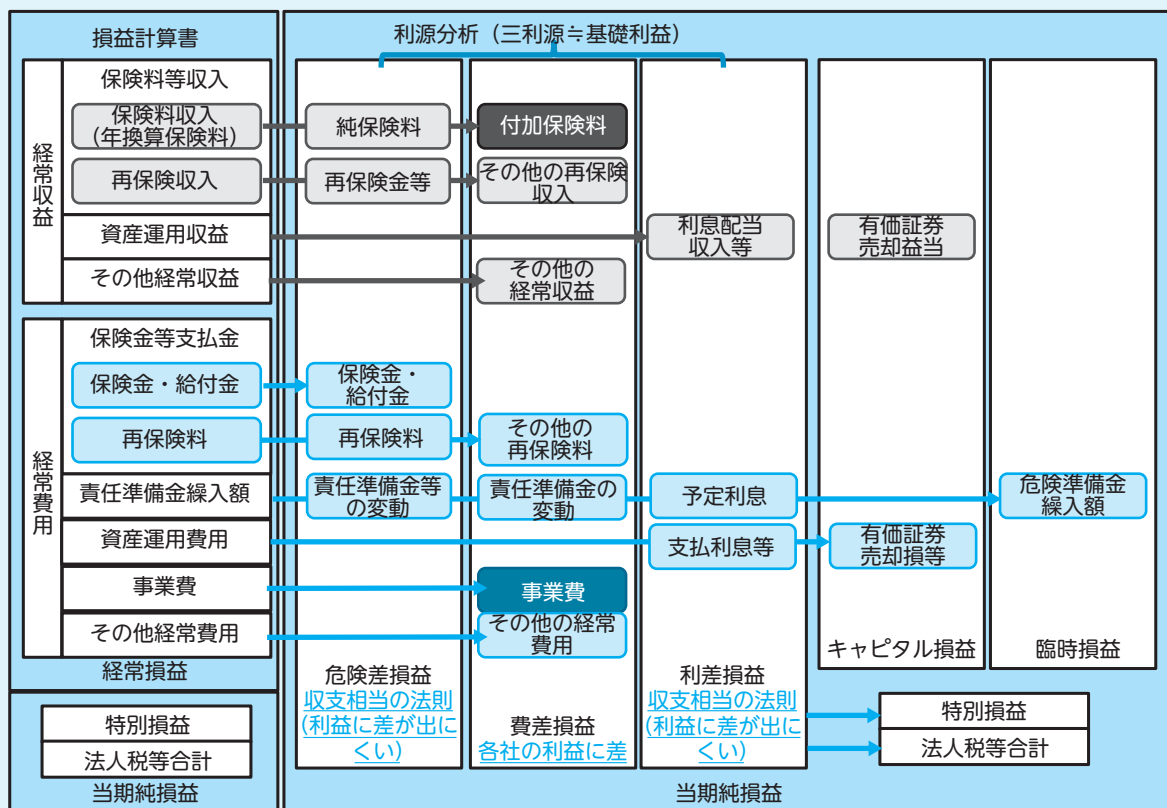 損益計算書
利源分析（三利源≒基礎利益）
経常収益
保険料等収入
保険料収入
（年換算保険料）
純保険料
付加保険料
再保険収入
再保険金等
その他の再保険
収入
資産運用収益
利息配当
収入等
有価証券
売却益当
その他経常収益
その他の
経常収益
経常費用
保険金等支払金
保険金・給付金
保険金・
給付金
再保険料
再保険料
その他の
再保険料
責任準備金繰入額
責任準備金等
の変動
責任準備金の
変動
予定利息
危険準備金
繰入額
資産運用費用
支払利息等
有価証券
売却損等
事業費
事業費
その他経常費用
その他の経常
費用
経常損益
危険差損益
収支相当の法則
(利益に差が出に
くい)
費差損益
各社の利益に差
利差損益
収支相当の法則
(利益に差が出に
くい)
キャピタル損益
臨時損益
特別損益
法人税等合計
当期純損益
特別損益
法人税等合計
当期純損益